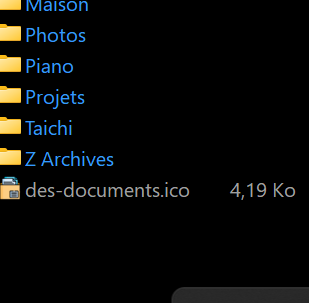 Maison
Photos
Piano
Projets
Taichi
Z Archives
des-documents.ico 4,19 Ko